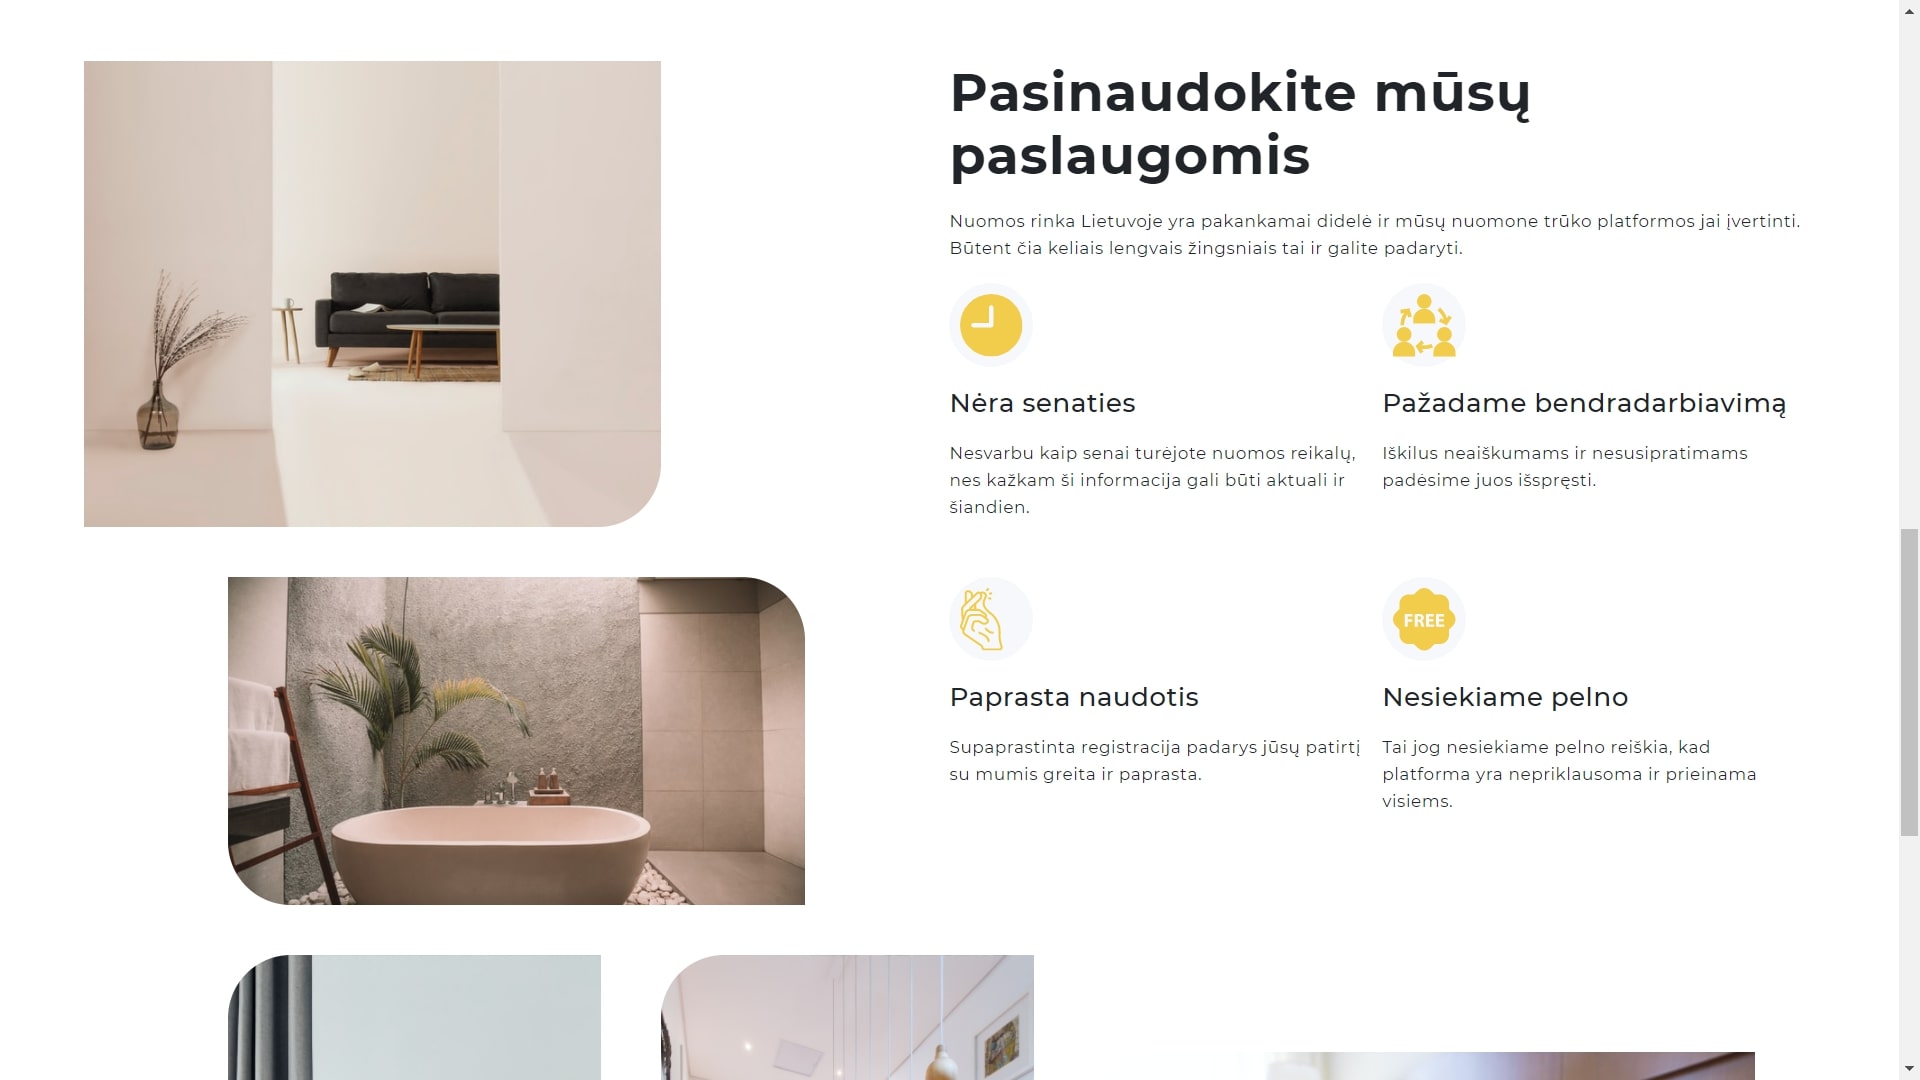 Pasinaudokite mūsų
paslaugomis
Nuomos rinka Lietuvoje yra pakankamai didelė ir mūsų nuomone trūko platformos jai įvertinti.
Būtent čia keliais lengvais žingsniais tai ir galite padaryti.
Nėra senaties
Nesvarbu kaip senai turėjote nuomos reikalų,
nes kažkam ši informacija gali būti aktuali ir
šiandien.
Pažadame bendradarbiavimą
Iškilus neaiškumams ir nesusipratimams
padėsime juos išspręsti.
Paprasta naudotis
Supaprastinta registracija padarys jūsų patirtį
su mumis greita ir paprasta.
FREE
Nesiekiame pelno
Tai jog nesiekiame pelno reiškia, kad
platforma yra nepriklausoma ir prieinama
visiems.